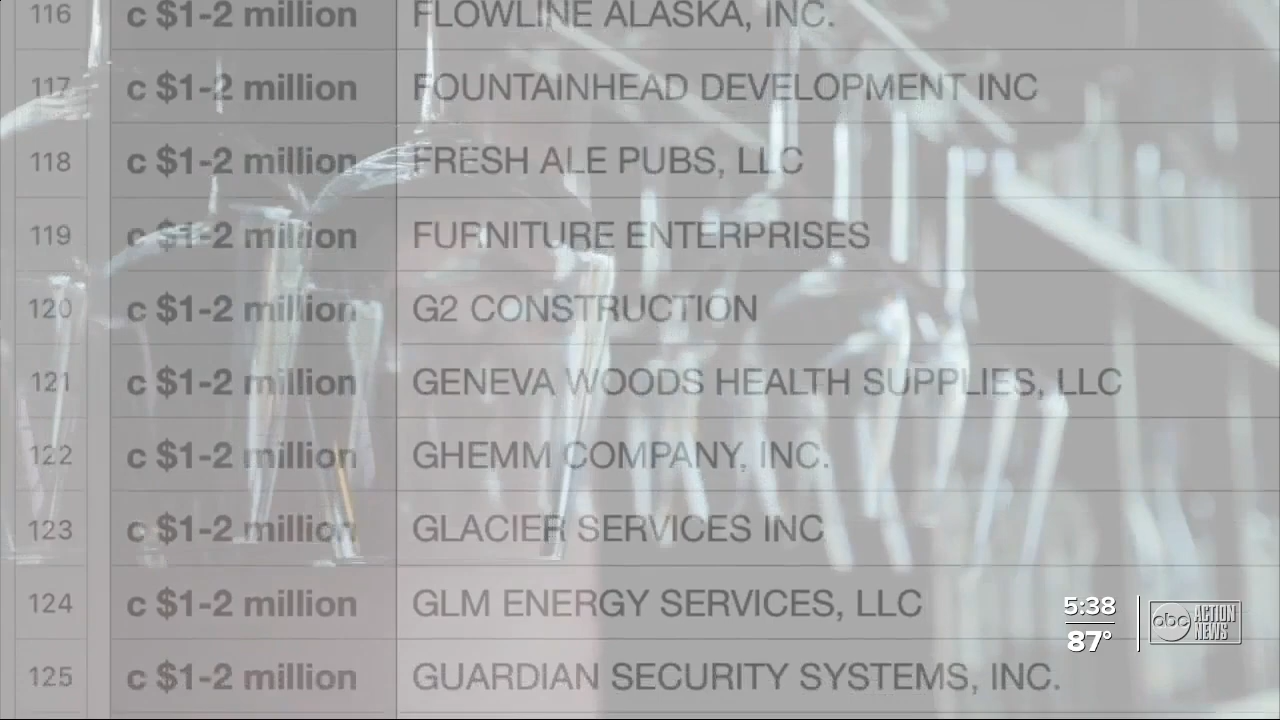 116 c $1-2 million FLOWLINE ALASKA, INC.
117 c $1-2 million FOUNTAINHEAD DEVELOPMENT INC
118 c $1-2 million FRESH ALE PUBS, LLC
119 c $1-2 million FURNITURE ENTERPRISES
120 c $1-2 million G2 CONSTRUCTION
121 c $1-2 million GENEVA WOODS HEALTH SUPPLIES, LLC
122 c $1-2 million GHEMM COMPANY, INC.
123 c $1-2 million GLACIER SERVICES INC
124 c $1-2 million GLM ENERGY SERVICES, LLC
125 c $1-2 million GUARDIAN SECURITY SYSTEMS, INC.
5:38
87°
abc ACTION
NEWS